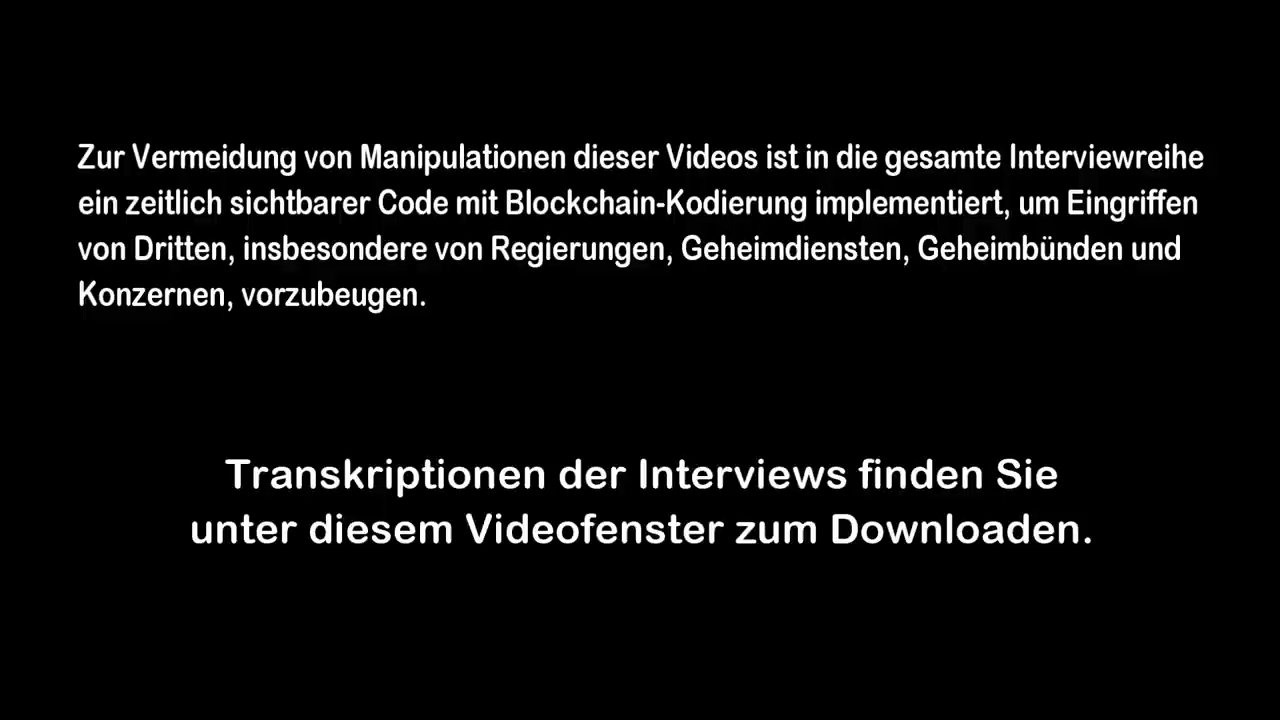 Zur Vermeidung von Manipulationen dieser Videos ist in die gesamte Interviewreihe
ein zeitlich sichtbarer Code mit Blockchain-Kodierung implementiert, um Eingriffen
von Dritten, insbesondere von Regierungen, Geheimdiensten, Geheimbünden und
Konzernen, vorzubeugen.
Transkriptionen der Interviews finden Sie
unter diesem Videofenster zum Downloaden.